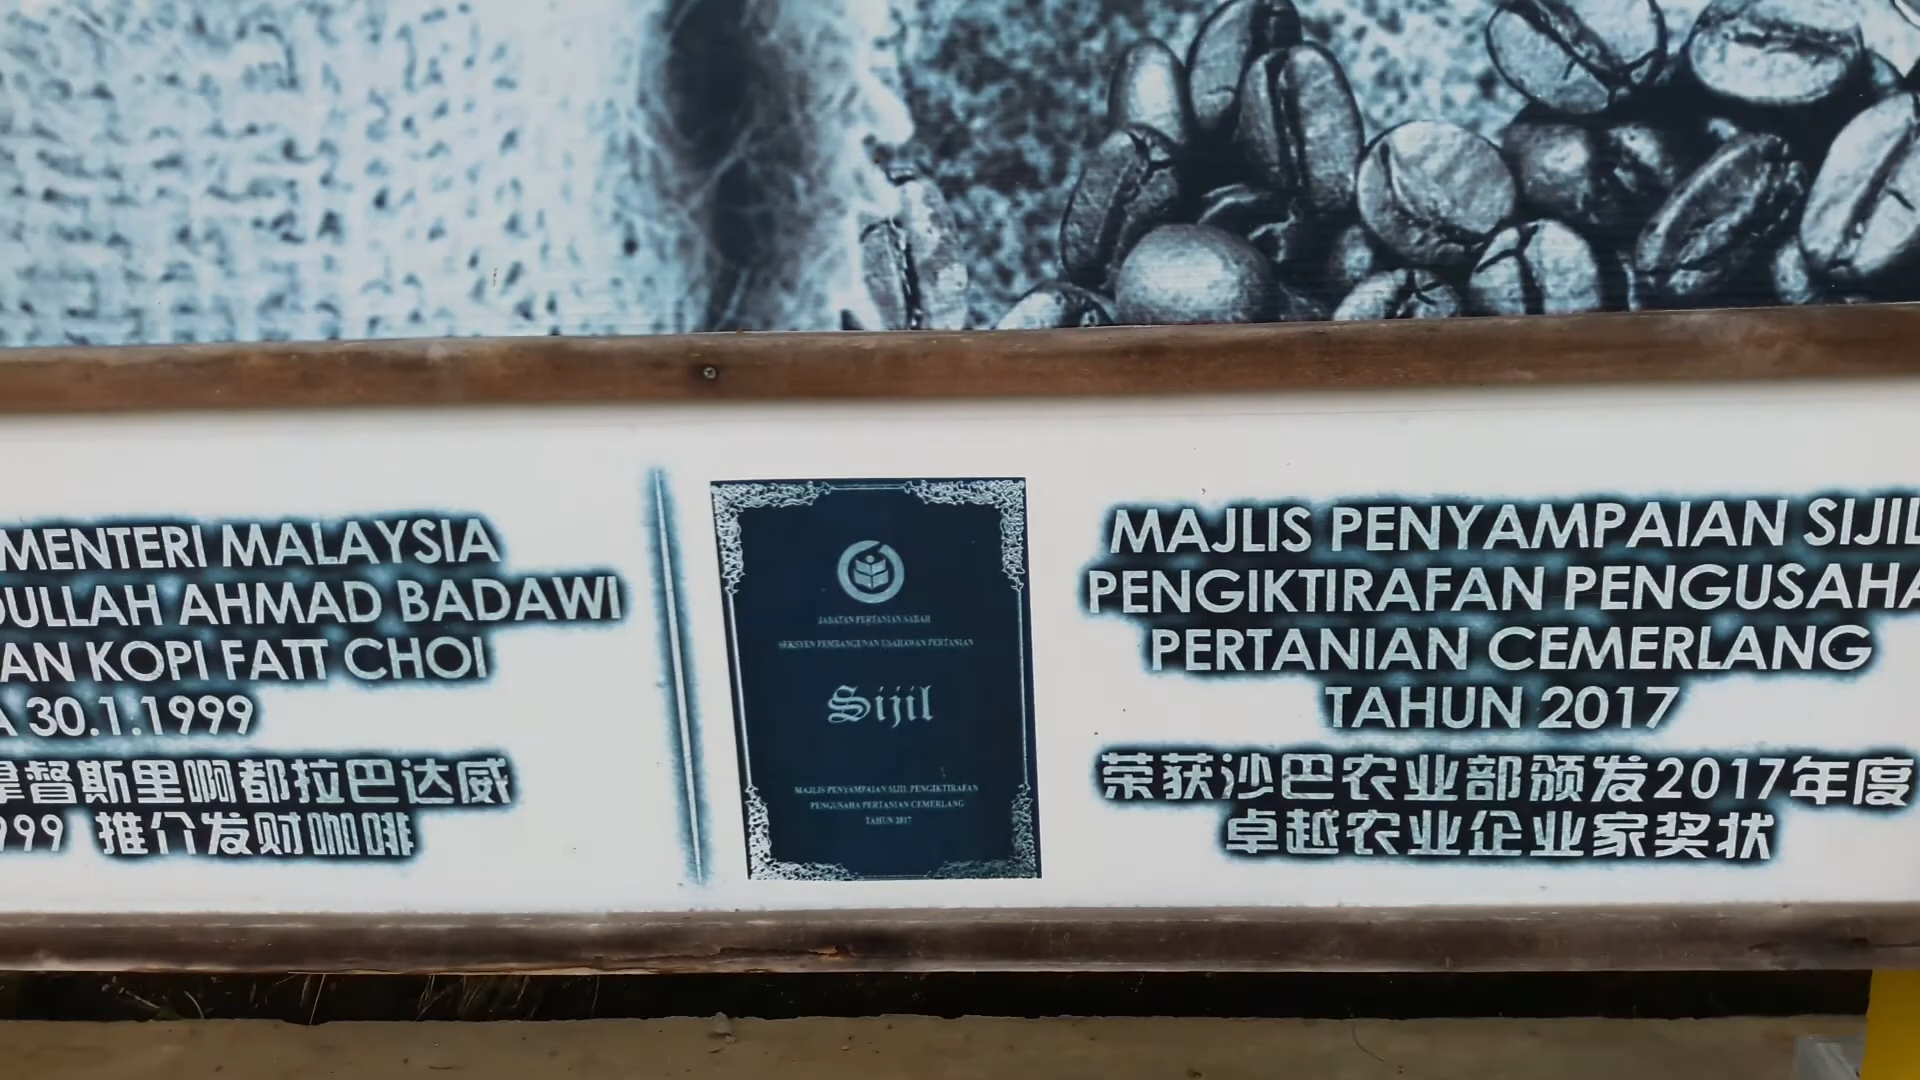 MENTERI MALAYSIA
DULLAH AHMAD BADAWI
AN KOPI FATT CHOI
A 30.1.1999
拿督斯里啊都拉巴达威
999 推介发财咖啡
JABATAN PERTANIAN SABAH
SEKSYEN PEMBANGUNAN USAHAWAN PERTANIAN
Sijil
MAJLIS PENYAMPAIAN SIJIL PENGIKTIRAFAN
PENGUSAHA PERTANIAN CEMERLANG
TAHUN 2017
MAJLIS PENYAMPAIAN SIJIL
PENGIKTIRAFAN PENGUSAHA
PERTANIAN CEMERLANG
TAHUN 2017
荣获沙巴农业部颁发2017年度
卓越农业企业家奖状